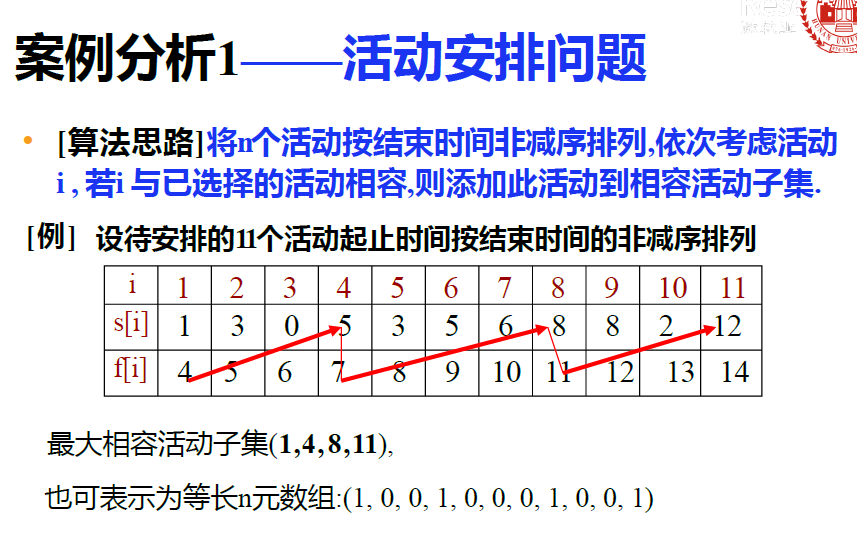 案例分析1——活动安排问题
• [算法思路]将n个活动按结束时间非减序排列,依次考虑活动
i , 若i 与已选择的活动相容,则添加此活动到相容活动子集.
[例] 设待安排的11个活动起止时间按结束时间的非减序排列
i 1 2 3 4 5 6 7 8 9 10 11
s[i] 1 3 0 5 3 5 6 8 8 2 12
f[i] 4 5 6 7 8 9 10 11 12 13 14
最大相容活动子集(1,4,8,11),
也可表示为等长n元数组:(1, 0, 0, 1, 0, 0, 0, 1, 0, 0, 1)